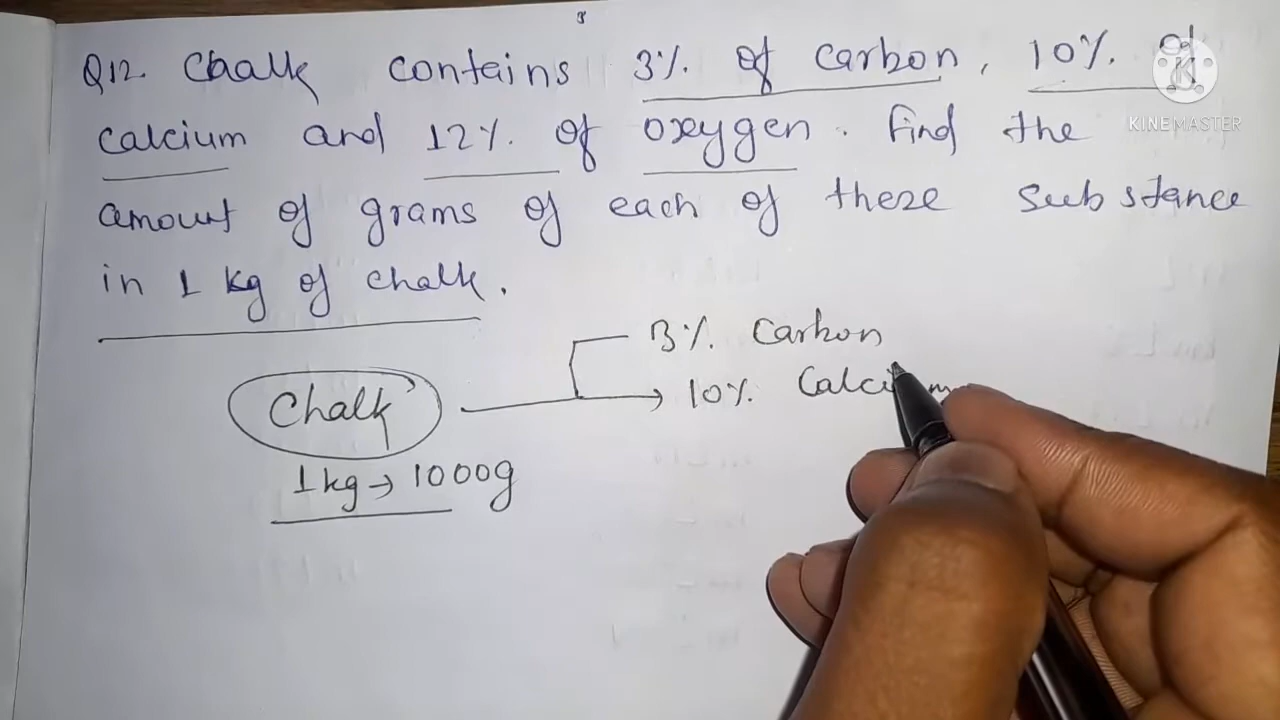 Q12. Chalk contains 3% of carbon, 10% of
calcium and 12% of oxygen. Find the
amount of grams of each of these substance
in 1 kg of chalk.
3% Carbon
Chalk
10% Calcium
1kg → 1000g
KINEMASTER